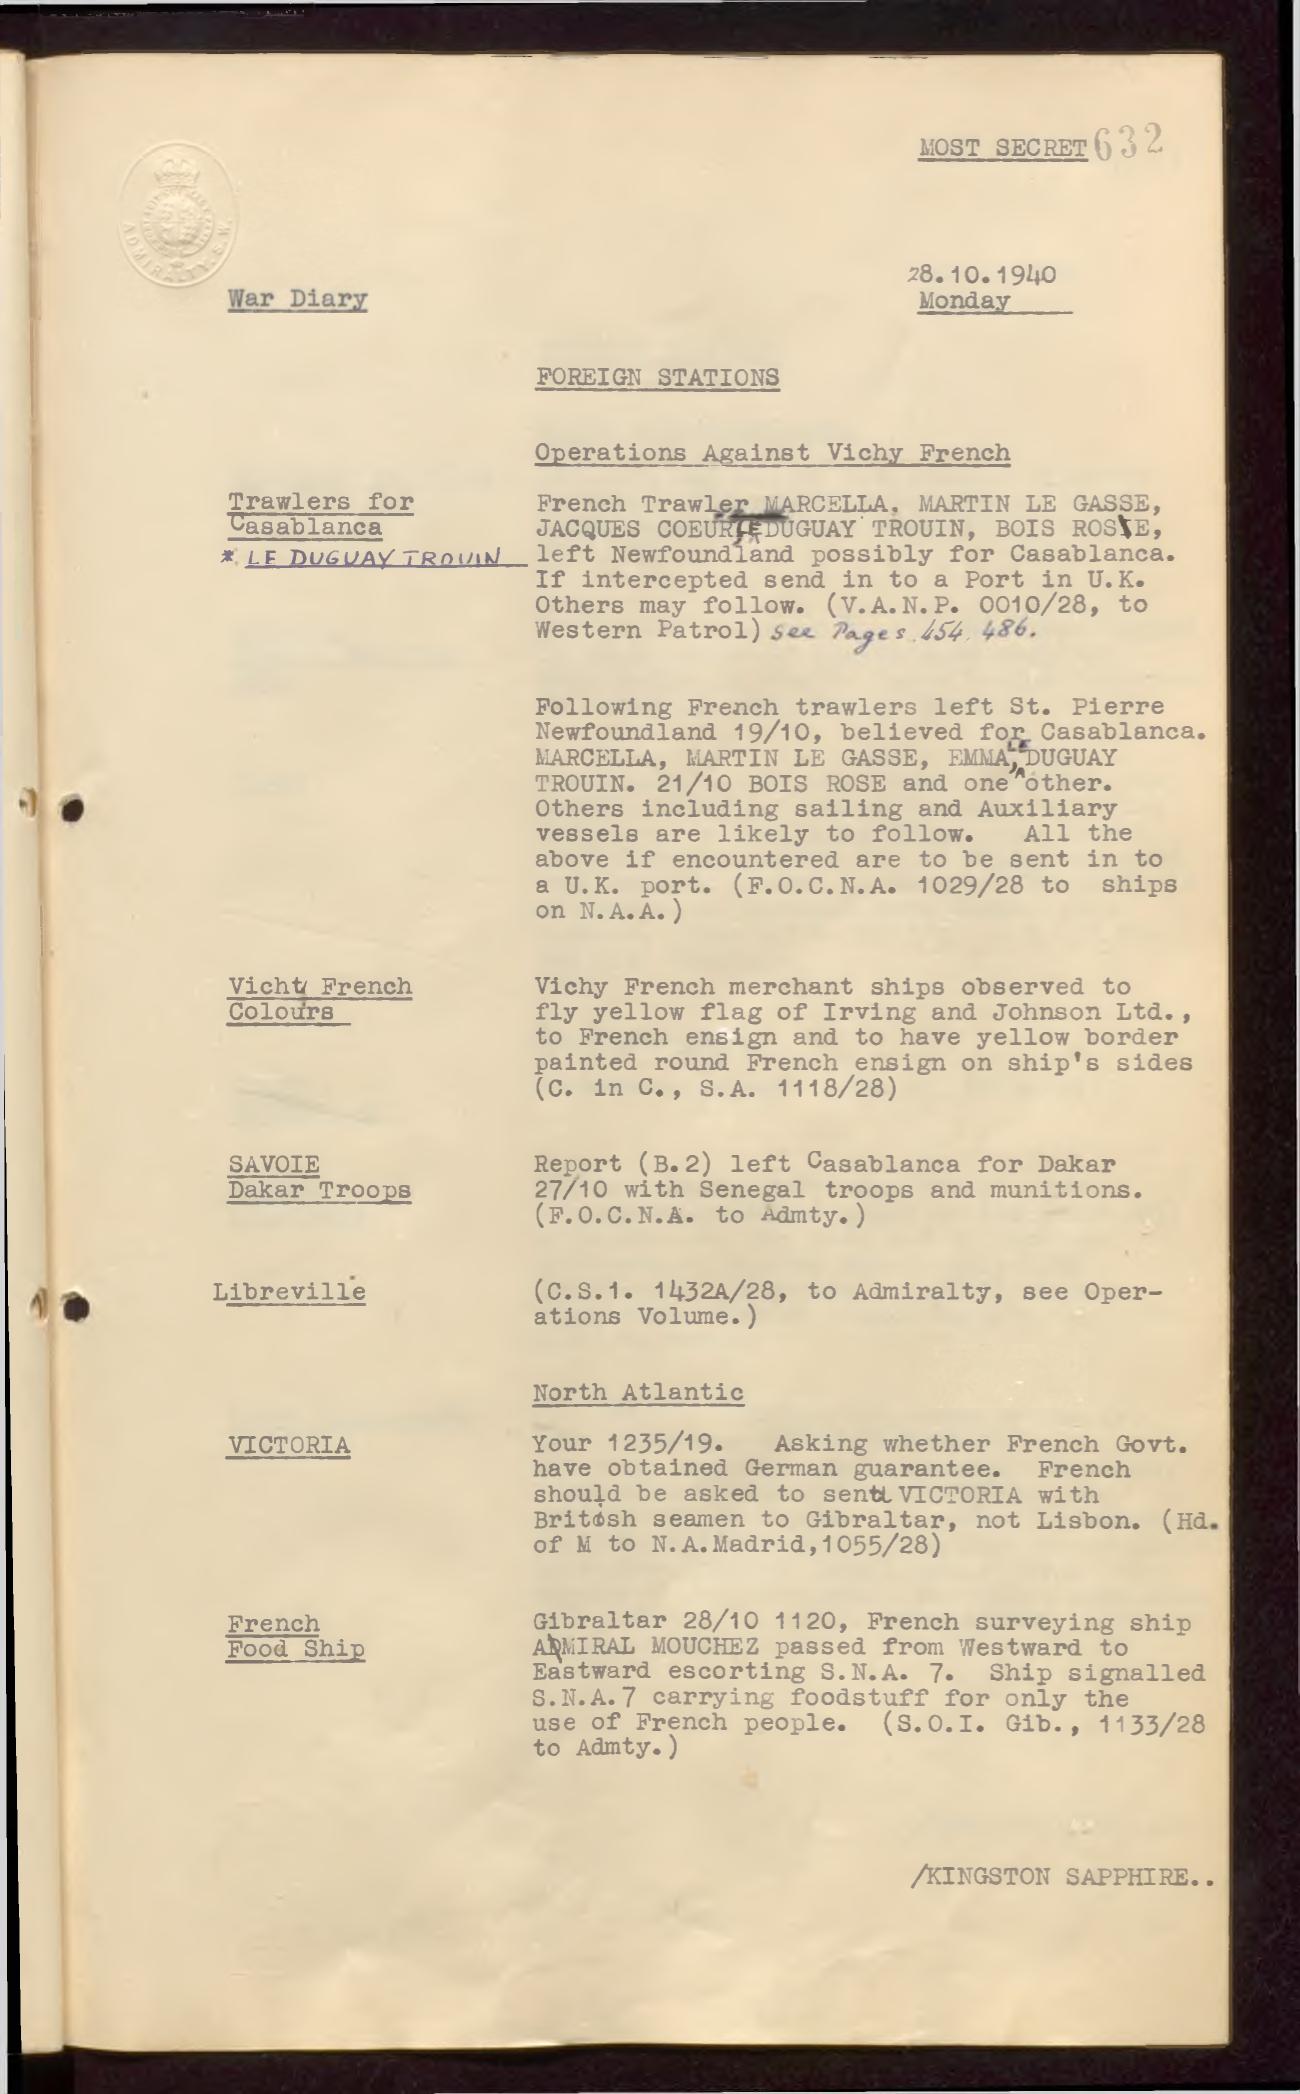 MOST SECRET 632
ADMIRALTY. S.W.
28.10.1940
War Diary
Monday
FOREIGN STATIONS
Operations Against Vichy French
Trawlers for
Casablanca
* LE DUGUAY TROUIN
French Trawler MARCELLA, MARTIN LE GASSE,
JACQUES COEUR, LE DUGUAY TROUIN, BOIS ROSE,
left Newfoundland possibly for Casablanca.
If intercepted send in to a Port in U.K.
Others may follow. (V.A.N.P. 0010/28, to
Western Patrol) See Pages 454, 486.
Following French trawlers left St. Pierre
Newfoundland 19/10, believed for Casablanca.
MARCELLA, MARTIN LE GASSE, EMMA, LE DUGUAY
TROUIN. 21/10 BOIS ROSE and one other.
Others including sailing and Auxiliary
vessels are likely to follow. All the
above if encountered are to be sent in to
a U.K. port. (F.O.C.N.A. 1029/28 to ships
on N.A.A.)
Vichy French
Colours
Vichy French merchant ships observed to
fly yellow flag of Irving and Johnson Ltd.,
to French ensign and to have yellow border
painted round French ensign on ship's sides
(C. in C., S.A. 1118/28)
SAVOIE
Dakar Troops
Report (B.2) left Casablanca for Dakar
27/10 with Senegal troops and munitions.
(F.O.C.N.A. to Admty.)
Libreville
(C.S.1. 1432A/28, to Admiralty, see Oper-
ations Volume.)
North Atlantic
VICTORIA
Your 1235/19. Asking whether French Govt.
have obtained German guarantee. French
should be asked to send VICTORIA with
British seamen to Gibraltar, not Lisbon. (Hd.
of M to N.A.Madrid,1055/28)
French
Food Ship
Gibraltar 28/10 1120, French surveying ship
AMIRAL MOUCHEZ passed from Westward to
Eastward escorting S.N.A. 7. Ship signalled
S.N.A.7 carrying foodstuff for only the
use of French people. (S.O.I. Gib., 1133/28
to Admty.)
/KINGSTON SAPPHIRE..